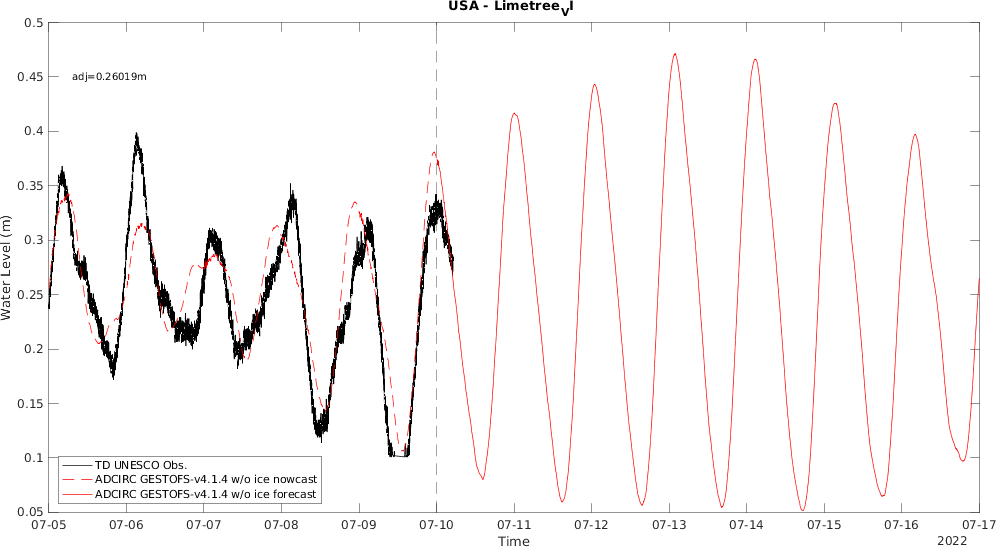 USA - Limetree_VI
0.5
0.45
0.4
0.35
0.3
0.25
0.2
0.15
0.1
0.05
Water Level (m)
adj=0.26019m
TD UNESCO Obs.
ADCIRC GESTOFS-v4.1.4 w/o ice nowcast
ADCIRC GESTOFS-v4.1.4 w/o ice forecast
07-05 07-06 07-07 07-08 07-09 07-10 07-11 07-12 07-13 07-14 07-15 07-16 07-17
Time
2022